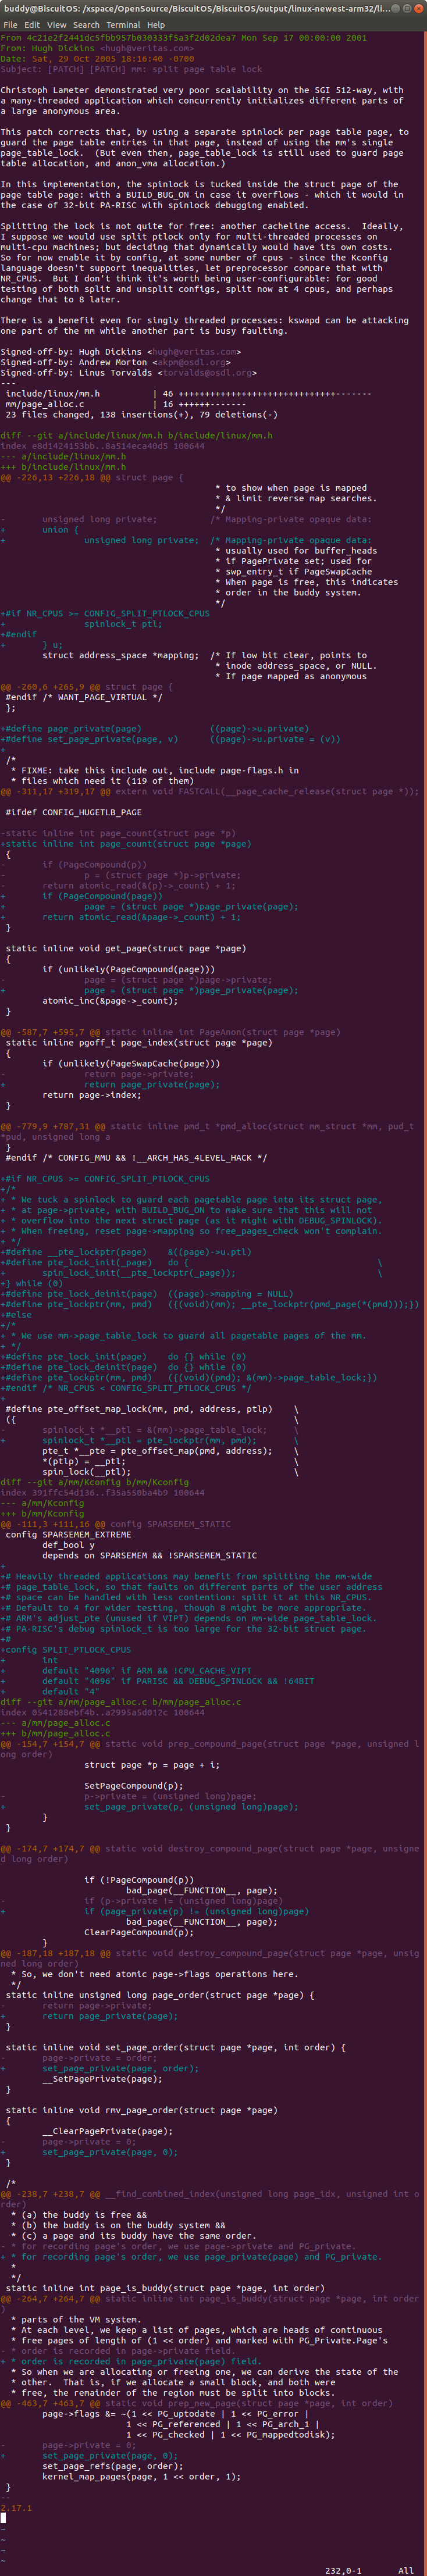 buddy@BiscuitOS: /xspace/OpenSource/BiscuitOS/BiscuitOS/output/linux-newest-arm32/li...
File Edit View Search Terminal Help
From 4c21e2f2441dc5fbb957b030333f5a3f2d02dea7 Mon Sep 17 00:00:00 2001
From: Hugh Dickins <hugh@veritas.com>
Date: Sat, 29 Oct 2005 18:16:40 -0700
Subject: [PATCH] [PATCH] mm: split page table lock

Christoph Lameter demonstrated very poor scalability on the SGI 512-way, with
a many-threaded application which concurrently initializes different parts of
a large anonymous area.

This patch corrects that, by using a separate spinlock per page table page, to
guard the page table entries in that page, instead of using the mm's single
page_table_lock.  (But even then, page_table_lock is still used to guard page
table allocation, and anon_vma allocation.)

In this implementation, the spinlock is tucked inside the struct page of the
page table page: with a BUILD_BUG_ON in case it overflows - which it would in
the case of 32-bit PA-RISC with spinlock debugging enabled.

Splitting the lock is not quite for free: another cacheline access.  Ideally,
I suppose we would use split ptlock only for multi-threaded processes on
multi-cpu machines; but deciding that dynamically would have its own costs.
So for now enable it by config, at some number of cpus - since the Kconfig
language doesn't support inequalities, let preprocessor compare that with
NR_CPUS.  But I don't think it's worth being user-configurable: for good
testing of both split and unsplit configs, split now at 4 cpus, and perhaps
change that to 8 later.

There is a benefit even for singly threaded processes: kswapd can be attacking
one part of the mm while another part is busy faulting.

Signed-off-by: Hugh Dickins <hugh@veritas.com>
Signed-off-by: Andrew Morton <akpm@osdl.org>
Signed-off-by: Linus Torvalds <torvalds@osdl.org>
---
 include/linux/mm.h          | 46 ++++++++++++++++++++++++++++++-------
 mm/page_alloc.c             | 16 ++++++-------
 23 files changed, 138 insertions(+), 79 deletions(-)

diff --git a/include/linux/mm.h b/include/linux/mm.h
index e8d1424153bb..8a514eca40d5 100644
--- a/include/linux/mm.h
+++ b/include/linux/mm.h
@@ -226,13 +226,18 @@ struct page {
                                         * to show when page is mapped
                                         * & limit reverse map searches.
                                         */
-       unsigned long private;          /* Mapping-private opaque data:
+       union {
+               unsigned long private;  /* Mapping-private opaque data:
                                         * usually used for buffer_heads
                                         * if PagePrivate set; used for
                                         * swp_entry_t if PageSwapCache
                                         * When page is free, this indicates
                                         * order in the buddy system.
                                         */
+#if NR_CPUS >= CONFIG_SPLIT_PTLOCK_CPUS
+               spinlock_t ptl;
+#endif
+       } u;
        struct address_space *mapping;  /* If low bit clear, points to
                                         * inode address_space, or NULL.
                                         * If page mapped as anonymous
@@ -260,6 +265,9 @@ struct page {
 #endif /* WANT_PAGE_VIRTUAL */
 };

+#define page_private(page)             ((page)->u.private)
+#define set_page_private(page, v)      ((page)->u.private = (v))
+
 /*
  * FIXME: take this include out, include page-flags.h in
  * files which need it (119 of them)
@@ -311,17 +319,17 @@ extern void FASTCALL(__page_cache_release(struct page *));

 #ifdef CONFIG_HUGETLB_PAGE

-static inline int page_count(struct page *p)
+static inline int page_count(struct page *page)
 {
-       if (PageCompound(p))
-               p = (struct page *)p->private;
-       return atomic_read(&(p)->_count) + 1;
+       if (PageCompound(page))
+               page = (struct page *)page_private(page);
+       return atomic_read(&page->_count) + 1;
 }

 static inline void get_page(struct page *page)
 {
        if (unlikely(PageCompound(page)))
-               page = (struct page *)page->private;
+               page = (struct page *)page_private(page);
        atomic_inc(&page->_count);
 }

@@ -587,7 +595,7 @@ static inline int PageAnon(struct page *page)
 static inline pgoff_t page_index(struct page *page)
 {
        if (unlikely(PageSwapCache(page)))
-               return page->private;
+               return page_private(page);
        return page->index;
 }

@@ -779,9 +787,31 @@ static inline pmd_t *pmd_alloc(struct mm_struct *mm, pud_t
*pud, unsigned long a
 }
 #endif /* CONFIG_MMU && !__ARCH_HAS_4LEVEL_HACK */

+#if NR_CPUS >= CONFIG_SPLIT_PTLOCK_CPUS
+/*
+ * We tuck a spinlock to guard each pagetable page into its struct page,
+ * at page->private, with BUILD_BUG_ON to make sure that this will not
+ * overflow into the next struct page (as it might with DEBUG_SPINLOCK).
+ * When freeing, reset page->mapping so free_pages_check won't complain.
+ */
+#define __pte_lockptr(page)    &((page)->u.ptl)
+#define pte_lock_init(_page)   do {                                    \
+       spin_lock_init(__pte_lockptr(_page));                           \
+} while (0)
+#define pte_lock_deinit(page)  ((page)->mapping = NULL)
+#define pte_lockptr(mm, pmd)   ({(void)(mm); __pte_lockptr(pmd_page(*(pmd)));})
+#else
+/*
+ * We use mm->page_table_lock to guard all pagetable pages of the mm.
+ */
+#define pte_lock_init(page)    do {} while (0)
+#define pte_lock_deinit(page)  do {} while (0)
+#define pte_lockptr(mm, pmd)   ({(void)(pmd); &(mm)->page_table_lock;})
+#endif /* NR_CPUS < CONFIG_SPLIT_PTLOCK_CPUS */
+
 #define pte_offset_map_lock(mm, pmd, address, ptlp)    \
 ({                                                     \
-       spinlock_t *__ptl = &(mm)->page_table_lock;     \
+       spinlock_t *__ptl = pte_lockptr(mm, pmd);       \
        pte_t *__pte = pte_offset_map(pmd, address);    \
        *(ptlp) = __ptl;                                \
        spin_lock(__ptl);                               \
diff --git a/mm/Kconfig b/mm/Kconfig
index 391ffc54d136..f35a550ba4b9 100644
--- a/mm/Kconfig
+++ b/mm/Kconfig
@@ -111,3 +111,16 @@ config SPARSEMEM_STATIC
 config SPARSEMEM_EXTREME
        def_bool y
        depends on SPARSEMEM && !SPARSEMEM_STATIC
+
+# Heavily threaded applications may benefit from splitting the mm-wide
+# page_table_lock, so that faults on different parts of the user address
+# space can be handled with less contention: split it at this NR_CPUS.
+# Default to 4 for wider testing, though 8 might be more appropriate.
+# ARM's adjust_pte (unused if VIPT) depends on mm-wide page_table_lock.
+# PA-RISC's debug spinlock_t is too large for the 32-bit struct page.
+#
+config SPLIT_PTLOCK_CPUS
+       int
+       default "4096" if ARM && !CPU_CACHE_VIPT
+       default "4096" if PARISC && DEBUG_SPINLOCK && !64BIT
+       default "4"
diff --git a/mm/page_alloc.c b/mm/page_alloc.c
index 0541288ebf4b..a2995a5d012c 100644
--- a/mm/page_alloc.c
+++ b/mm/page_alloc.c
@@ -154,7 +154,7 @@ static void prep_compound_page(struct page *page, unsigned l
ong order)
                struct page *p = page + i;

                SetPageCompound(p);
-               p->private = (unsigned long)page;
+               set_page_private(p, (unsigned long)page);
        }
 }

@@ -174,7 +174,7 @@ static void destroy_compound_page(struct page *page, unsigne
d long order)

                if (!PageCompound(p))
                        bad_page(__FUNCTION__, page);
-               if (p->private != (unsigned long)page)
+               if (page_private(p) != (unsigned long)page)
                        bad_page(__FUNCTION__, page);
                ClearPageCompound(p);
        }
@@ -187,18 +187,18 @@ static void destroy_compound_page(struct page *page, unsig
ned long order)
  * So, we don't need atomic page->flags operations here.
  */
 static inline unsigned long page_order(struct page *page) {
-       return page->private;
+       return page_private(page);
 }

 static inline void set_page_order(struct page *page, int order) {
-       page->private = order;
+       set_page_private(page, order);
        __SetPagePrivate(page);
 }

 static inline void rmv_page_order(struct page *page)
 {
        __ClearPagePrivate(page);
-       page->private = 0;
+       set_page_private(page, 0);
 }

 /*
@@ -238,7 +238,7 @@ __find_combined_index(unsigned long page_idx, unsigned int o
rder)
  * (a) the buddy is free &&
  * (b) the buddy is on the buddy system &&
  * (c) a page and its buddy have the same order.
- * for recording page's order, we use page->private and PG_private.
+ * for recording page's order, we use page_private(page) and PG_private.
  *
  */
 static inline int page_is_buddy(struct page *page, int order)
@@ -264,7 +264,7 @@ static inline int page_is_buddy(struct page *page, int order
)
  * parts of the VM system.
  * At each level, we keep a list of pages, which are heads of continuous
  * free pages of length of (1 << order) and marked with PG_Private.Page's
- * order is recorded in page->private field.
+ * order is recorded in page_private(page) field.
  * So when we are allocating or freeing one, we can derive the state of the
  * other.  That is, if we allocate a small block, and both were
  * free, the remainder of the region must be split into blocks.
@@ -463,7 +463,7 @@ static void prep_new_page(struct page *page, int order)
        page->flags &= ~(1 << PG_uptodate | 1 << PG_error |
                        1 << PG_referenced | 1 << PG_arch_1 |
                        1 << PG_checked | 1 << PG_mappedtodisk);
-       page->private = 0;
+       set_page_private(page, 0);
        set_page_refs(page, order);
        kernel_map_pages(page, 1 << order, 1);
 }
--
2.17.1

~
~
~
~
232,0-1       All